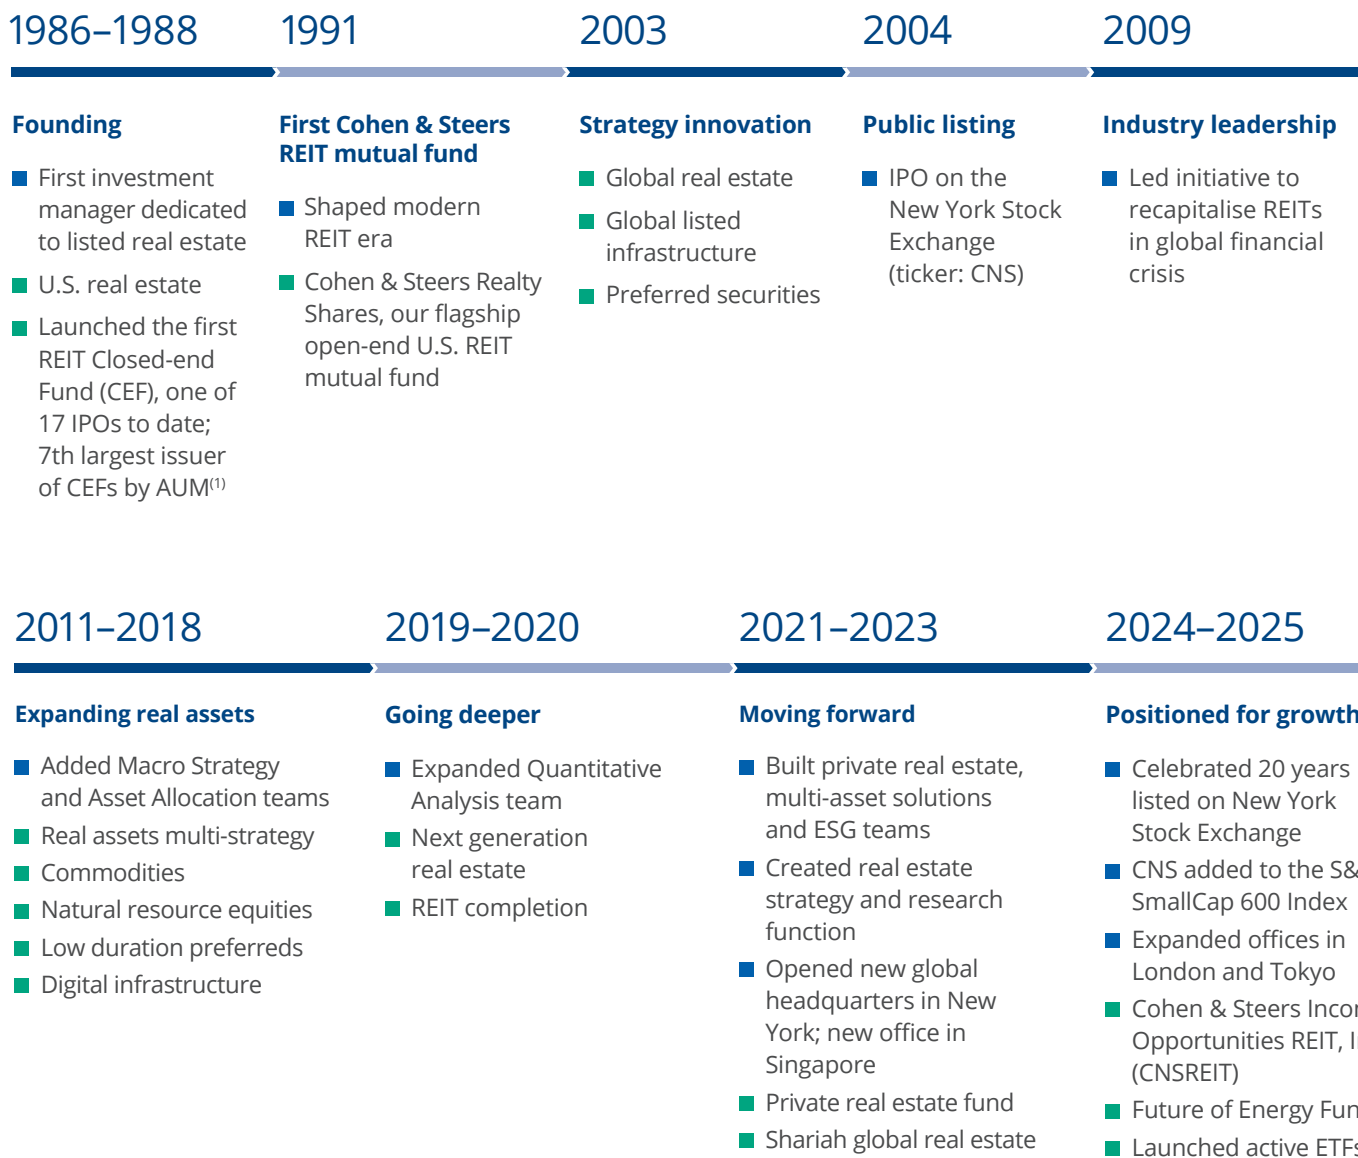 1986–1988
Founding
First investment
manager dedicated
to listed real estate
U.S. real estate
Launched the first
REIT Closed-end
Fund (CEF), one of
17 IPOs to date;
7th largest issuer
of CEFs by AUM(1)
1991
First Cohen & Steers
REIT mutual fund
Shaped modern
REIT era
Cohen & Steers Realty
Shares, our flagship
open-end U.S. REIT
mutual fund
2003
Strategy innovation
Global real estate
Global listed
infrastructure
Preferred securities
2004
Public listing
IPO on the
New York Stock
Exchange
(ticker: CNS)
2009
Industry leadership
Led initiative to
recapitalise REITs
in global financial
crisis
2011–2018
Expanding real assets
Added Macro Strategy
and Asset Allocation teams
Real assets multi-strategy
Commodities
Natural resource equities
Low duration preferreds
Digital infrastructure
2019–2020
Going deeper
Expanded Quantitative
Analysis team
Next generation
real estate
REIT completion
2021–2023
Moving forward
Built private real estate,
multi-asset solutions
and ESG teams
Created real estate
strategy and research
function
Opened new global
headquarters in New
York; new office in
Singapore
Private real estate fund
Shariah global real estate
2024–2025
Positioned for growth
Celebrated 20 years
listed on New York
Stock Exchange
CNS added to the
SmallCap 600 Index
Expanded offices in
London and Tokyo
Cohen & Steers
Opportunities REIT,
(CNSREIT)
Future of Energy
Launched active ETFs